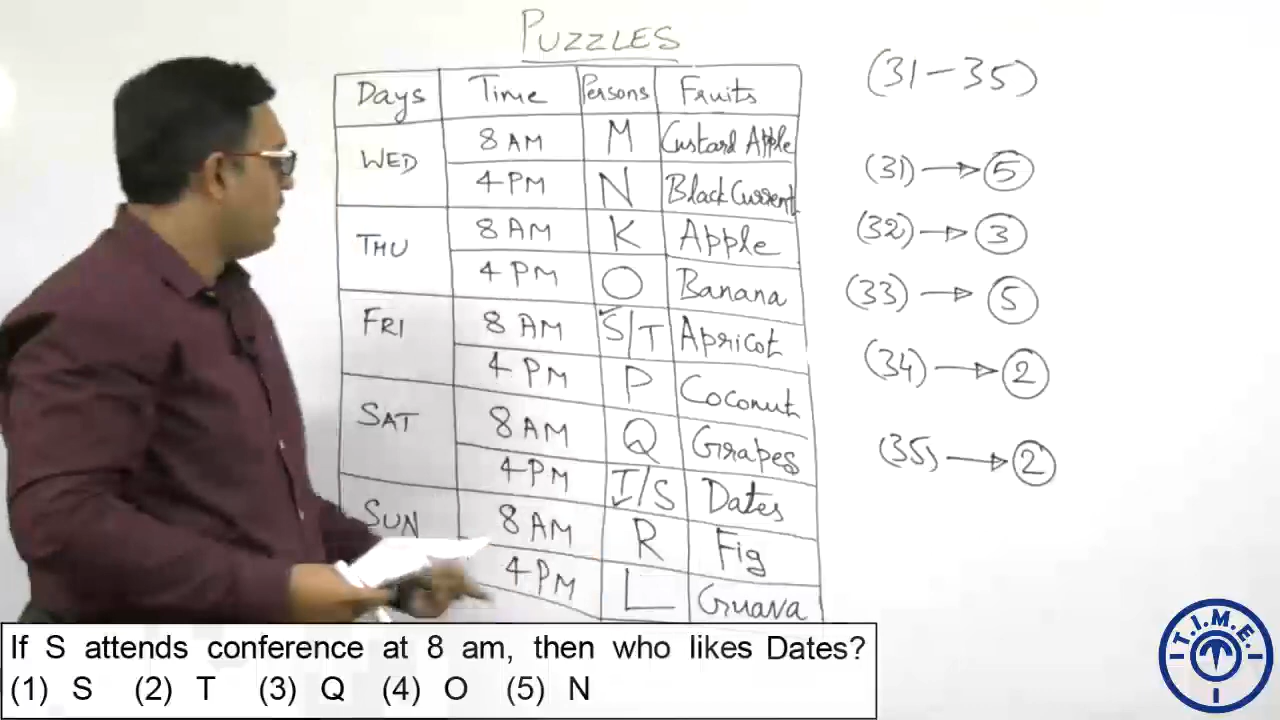 PUZZLES
(31-35)
Days Time Persons Fruits
WED 8 AM M Custard Apple
4 PM N Black Current
THU 8 AM K Apple
4 PM O Banana
FRI 8 AM S/T Apricot
4 PM P Coconut
SAT 8 AM Q Grapes
4 PM T/S Dates
SUN 8 AM R Fig
4 PM L Guava
(31) → 5
(32) → 3
(33) → 5
(34) → 2
(35) → 2
If S attends conference at 8 am, then who likes Dates?
(1) S (2) T (3) Q (4) O (5) N
T.I.M.E.